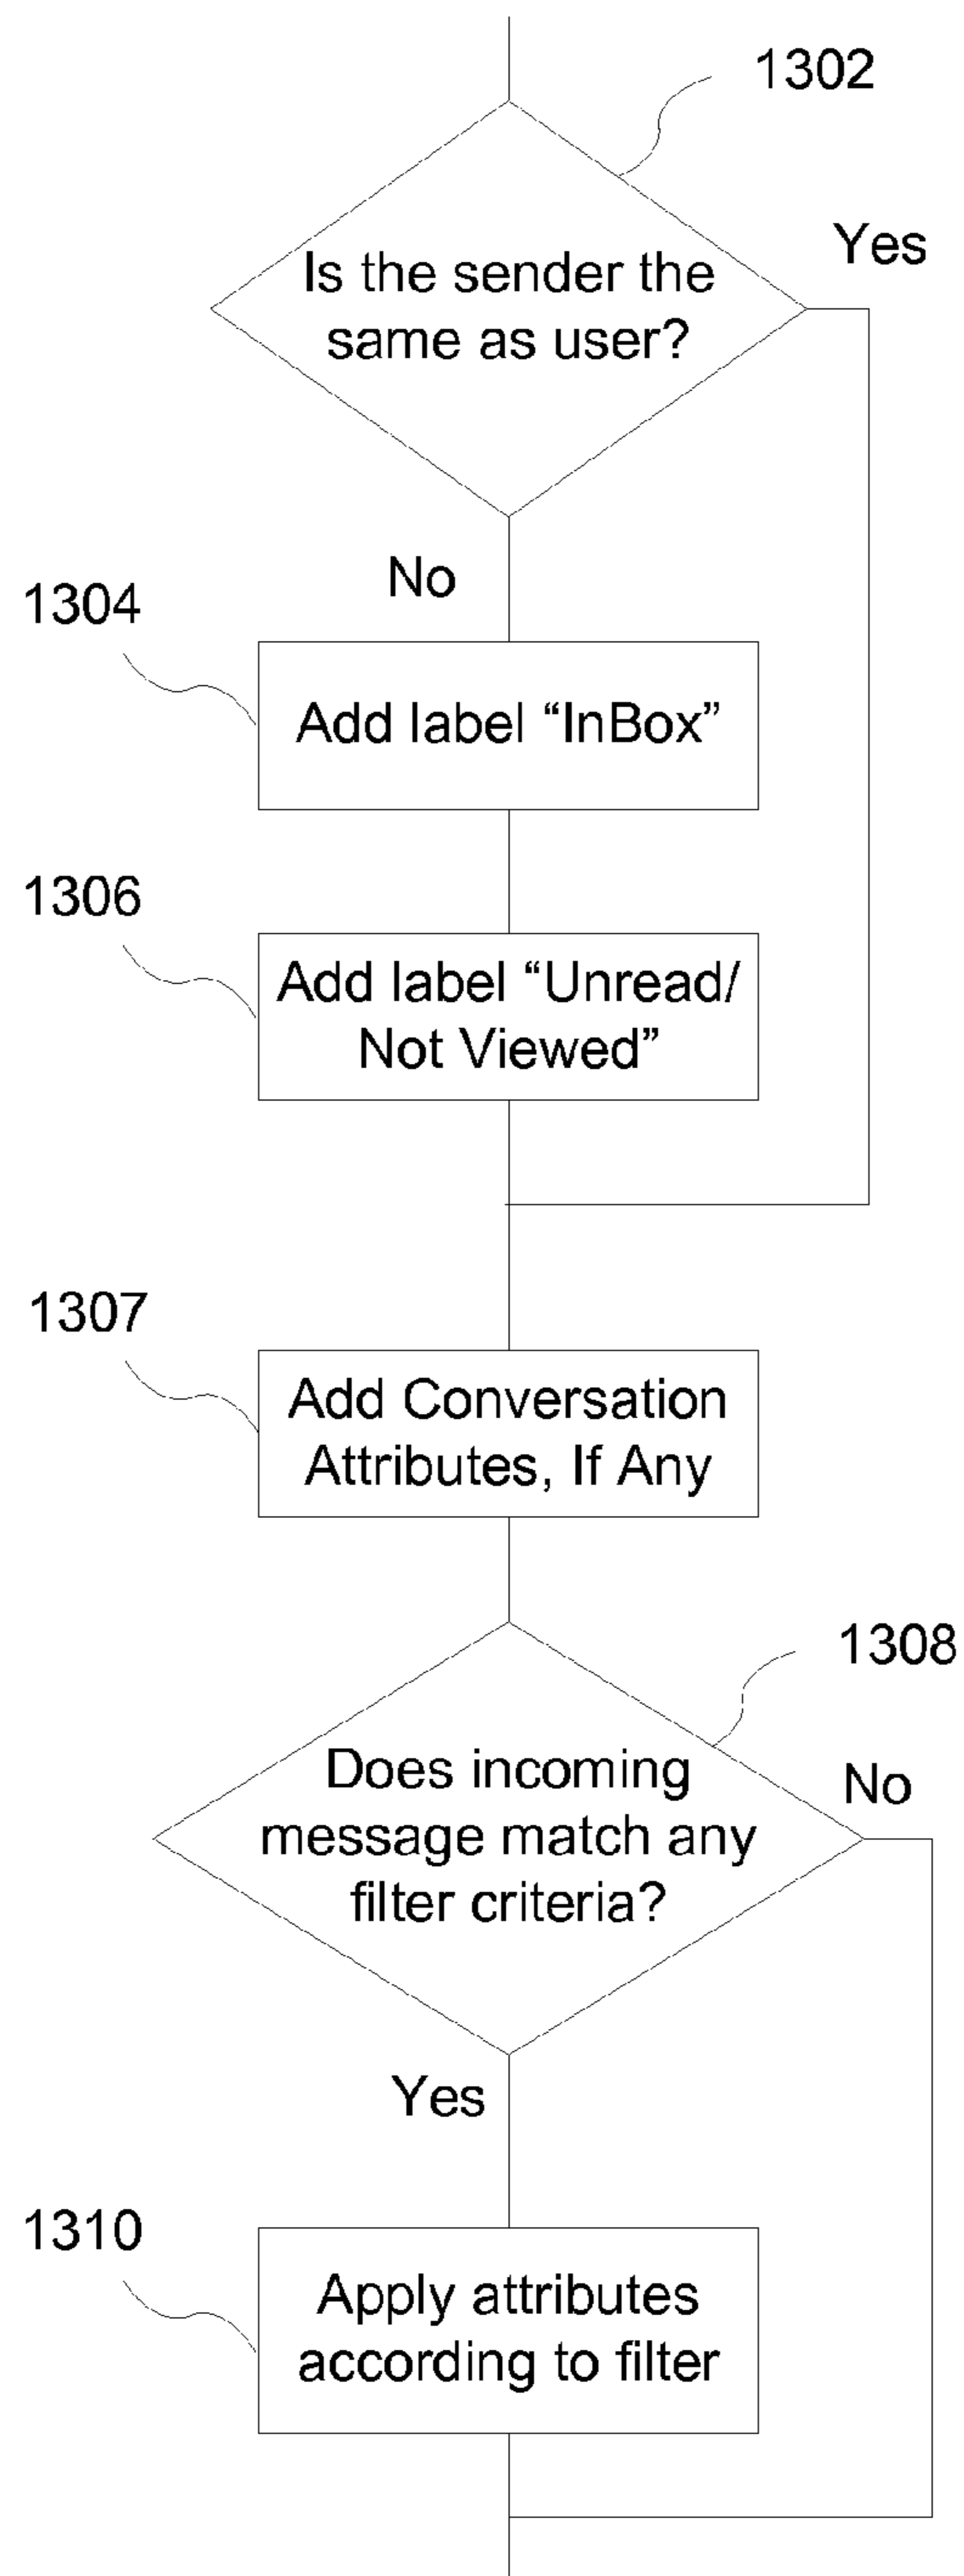 1302
Yes
Is the sender the
same as user?
No
1304
Add label “InBox”
1306
Add label “Unread/
Not Viewed”
1307
Add Conversation
Attributes, If Any
1308
No
Does incoming
message match any
filter criteria?
Yes
1310
Apply attributes
according to filter